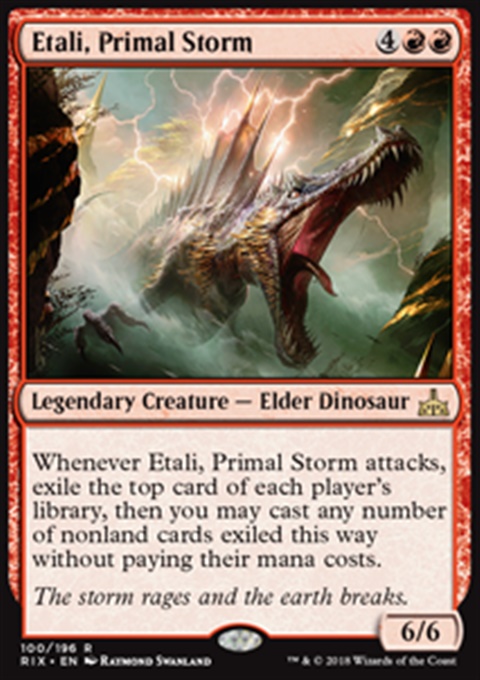 Etali, Primal Storm 4
Legendary Creature — Elder Dinosaur
Whenever Etali, Primal Storm attacks,
exile the top card of each player's
library, then you may cast any number
of nonland cards exiled this way
without paying their mana costs.
The storm rages and the earth breaks.
6/6
100/196 R
RIX • EN Raymond Swanland
™ & © 2018 Wizards of the Coast